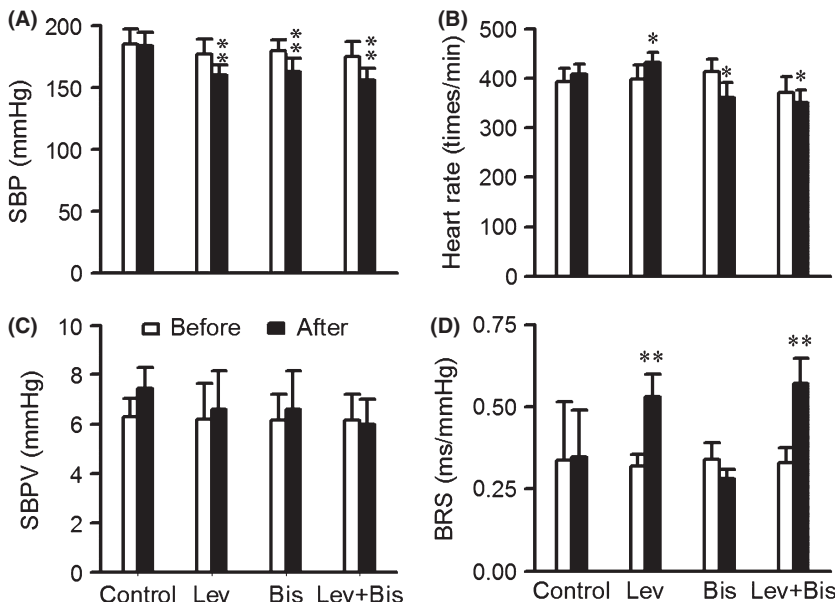 (A)
SBP (mmHg)
200
150
100
50
0
**
**
**
(B)
Heart rate (times/min)
500
400
300
200
100
0
*
*
*
(C)
SBPV (mmHg)
10
8
6
4
2
0
Before After
Control Lev Bis Lev+Bis
(D)
BRS (ms/mmHg)
0.75
0.50
0.25
0.00
**
**
Control Lev Bis Lev+Bis